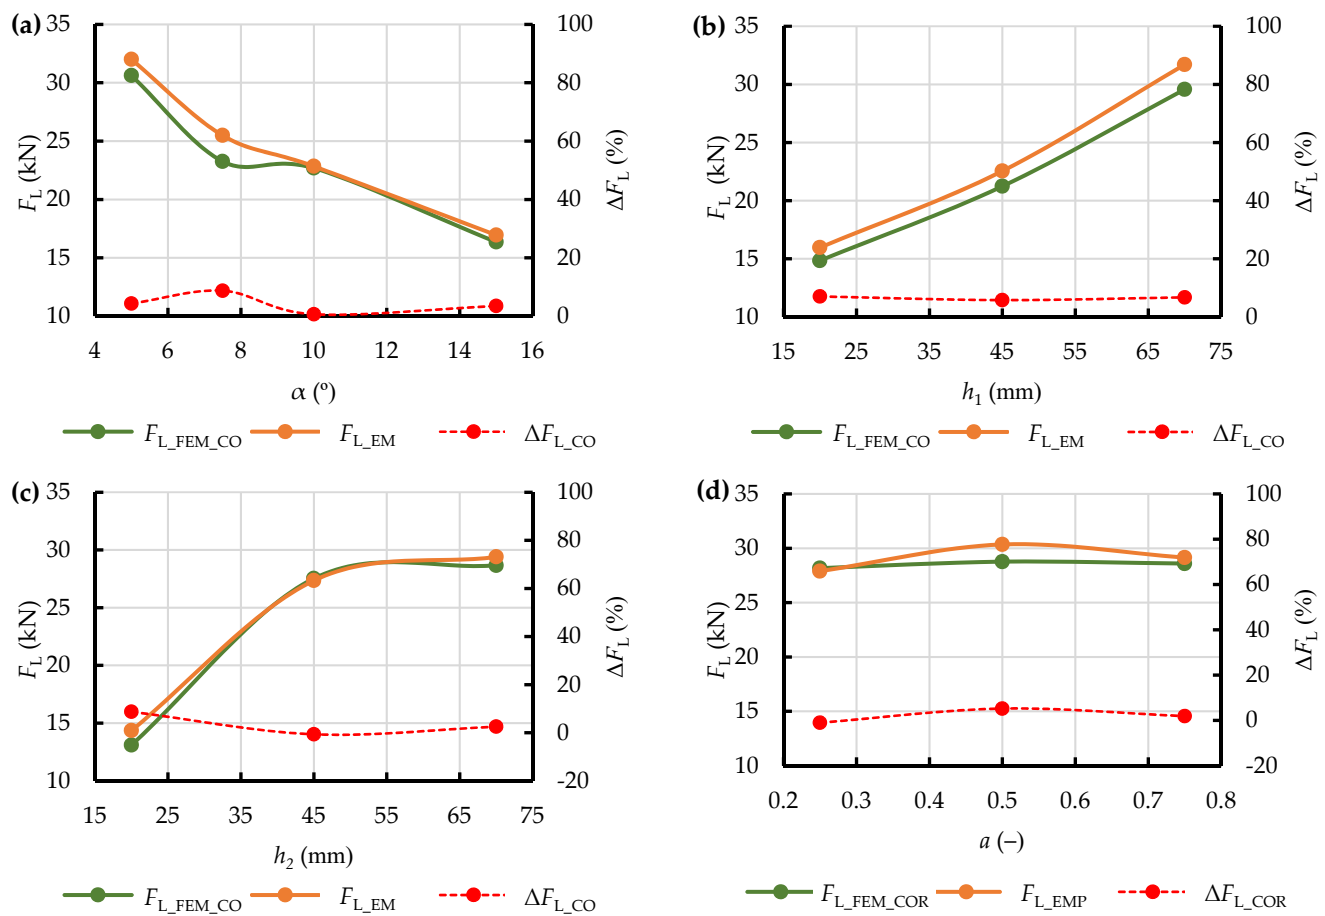 (a)
35
30
25
20
15
10
F_L (kN)
100
80
60
40
20
0
ΔF_L (%)
4 6 8 10 12 14 16
α (º)
F_L_FEM_CO F_L_EM ΔF_L_CO
(b)
35
30
25
20
15
10
F_L (kN)
100
80
60
40
20
0
ΔF_L (%)
15 25 35 45 55 65 75
h_1 (mm)
F_L_FEM_CO F_L_EM ΔF_L_CO
(c)
35
30
25
20
15
10
F_L (kN)
100
80
60
40
20
0
-20
ΔF_L (%)
15 25 35 45 55 65 75
h_2 (mm)
F_L_FEM_CO F_L_EM ΔF_L_CO
(d)
35
30
25
20
15
10
F_L (kN)
100
80
60
40
20
0
-20
ΔF_L (%)
0.2 0.3 0.4 0.5 0.6 0.7 0.8
a (–)
F_L_FEM_COR F_L_EMP ΔF_L_COR